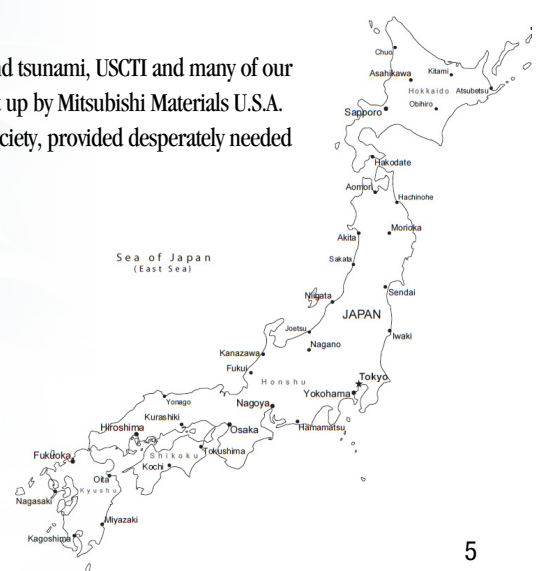 nd tsunami, USCTI and many of our
t up by Mitsubishi Materials U.S.A.
ciety, provided desperately needed
Chuo
Asahikawa
Kitami
Hokkaido
Atsubetsu
Obihiro
Sapporo
Hakodate
Aomori
Hachinohe
Akita
Morioka
Sea of Japan
(East Sea)
Sakata
Niigata
Sendai
JAPAN
Joetsu
Iwaki
Nagano
Kanazawa
Fukui
Tokyo
Honshu
Yonago
Nagoya
Yokohama
Kurashiki
Hiroshima
Osaka
Hamamatsu
Fukuoka
Shikoku
Tokushima
Kochi
Oita
Kyushu
Nagasaki
Miyazaki
Kagoshima
5